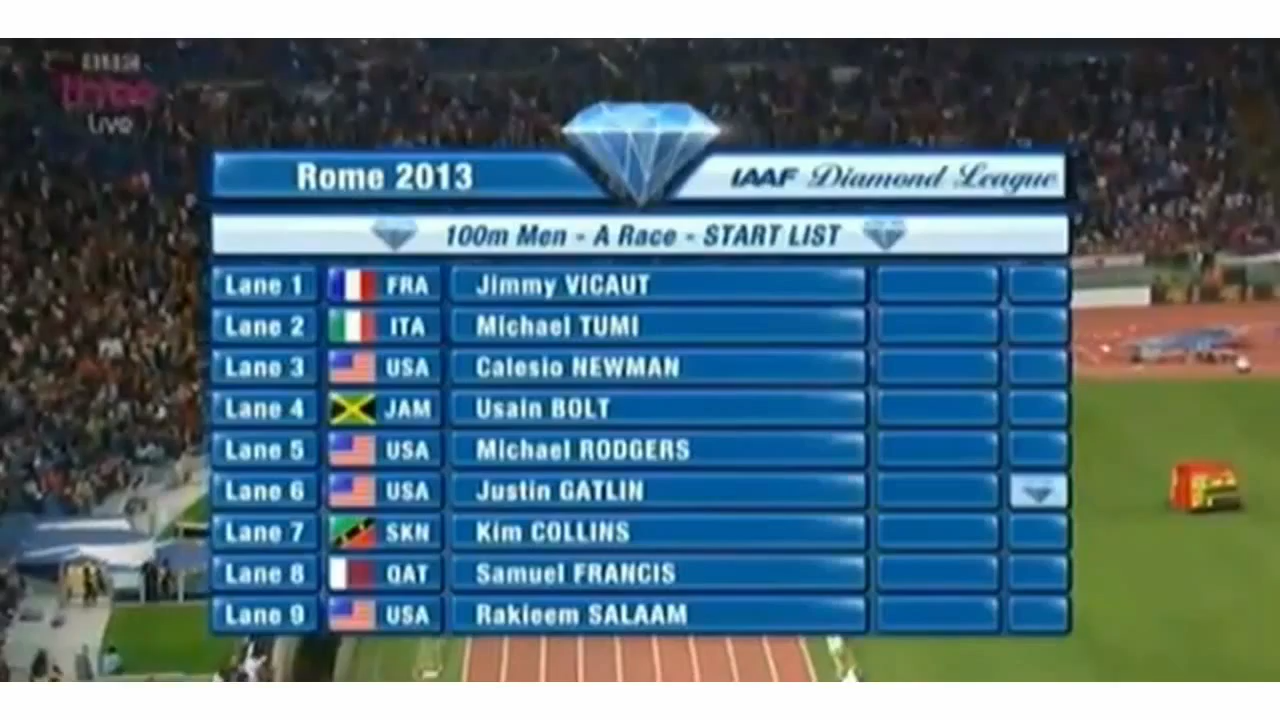 BBC
three
live
Rome 2013
IAAF Diamond League
100m Men - A Race - START LIST
Lane 1 FRA Jimmy VICAUT
Lane 2 ITA Michael TUMI
Lane 3 USA Calesio NEWMAN
Lane 4 JAM Usain BOLT
Lane 5 USA Michael RODGERS
Lane 6 USA Justin GATLIN
Lane 7 SKN Kim COLLINS
Lane 8 QAT Samuel FRANCIS
Lane 9 USA Rakieem SALAAM